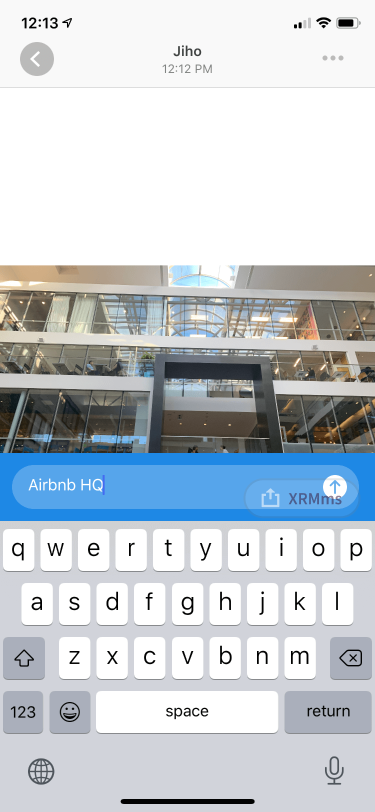 12:13
Jiho
12:12 PM
Airbnb HQ
XRMms
q w e r t y u i o p
a s d f g h j k l
z x c v b n m
123 space return